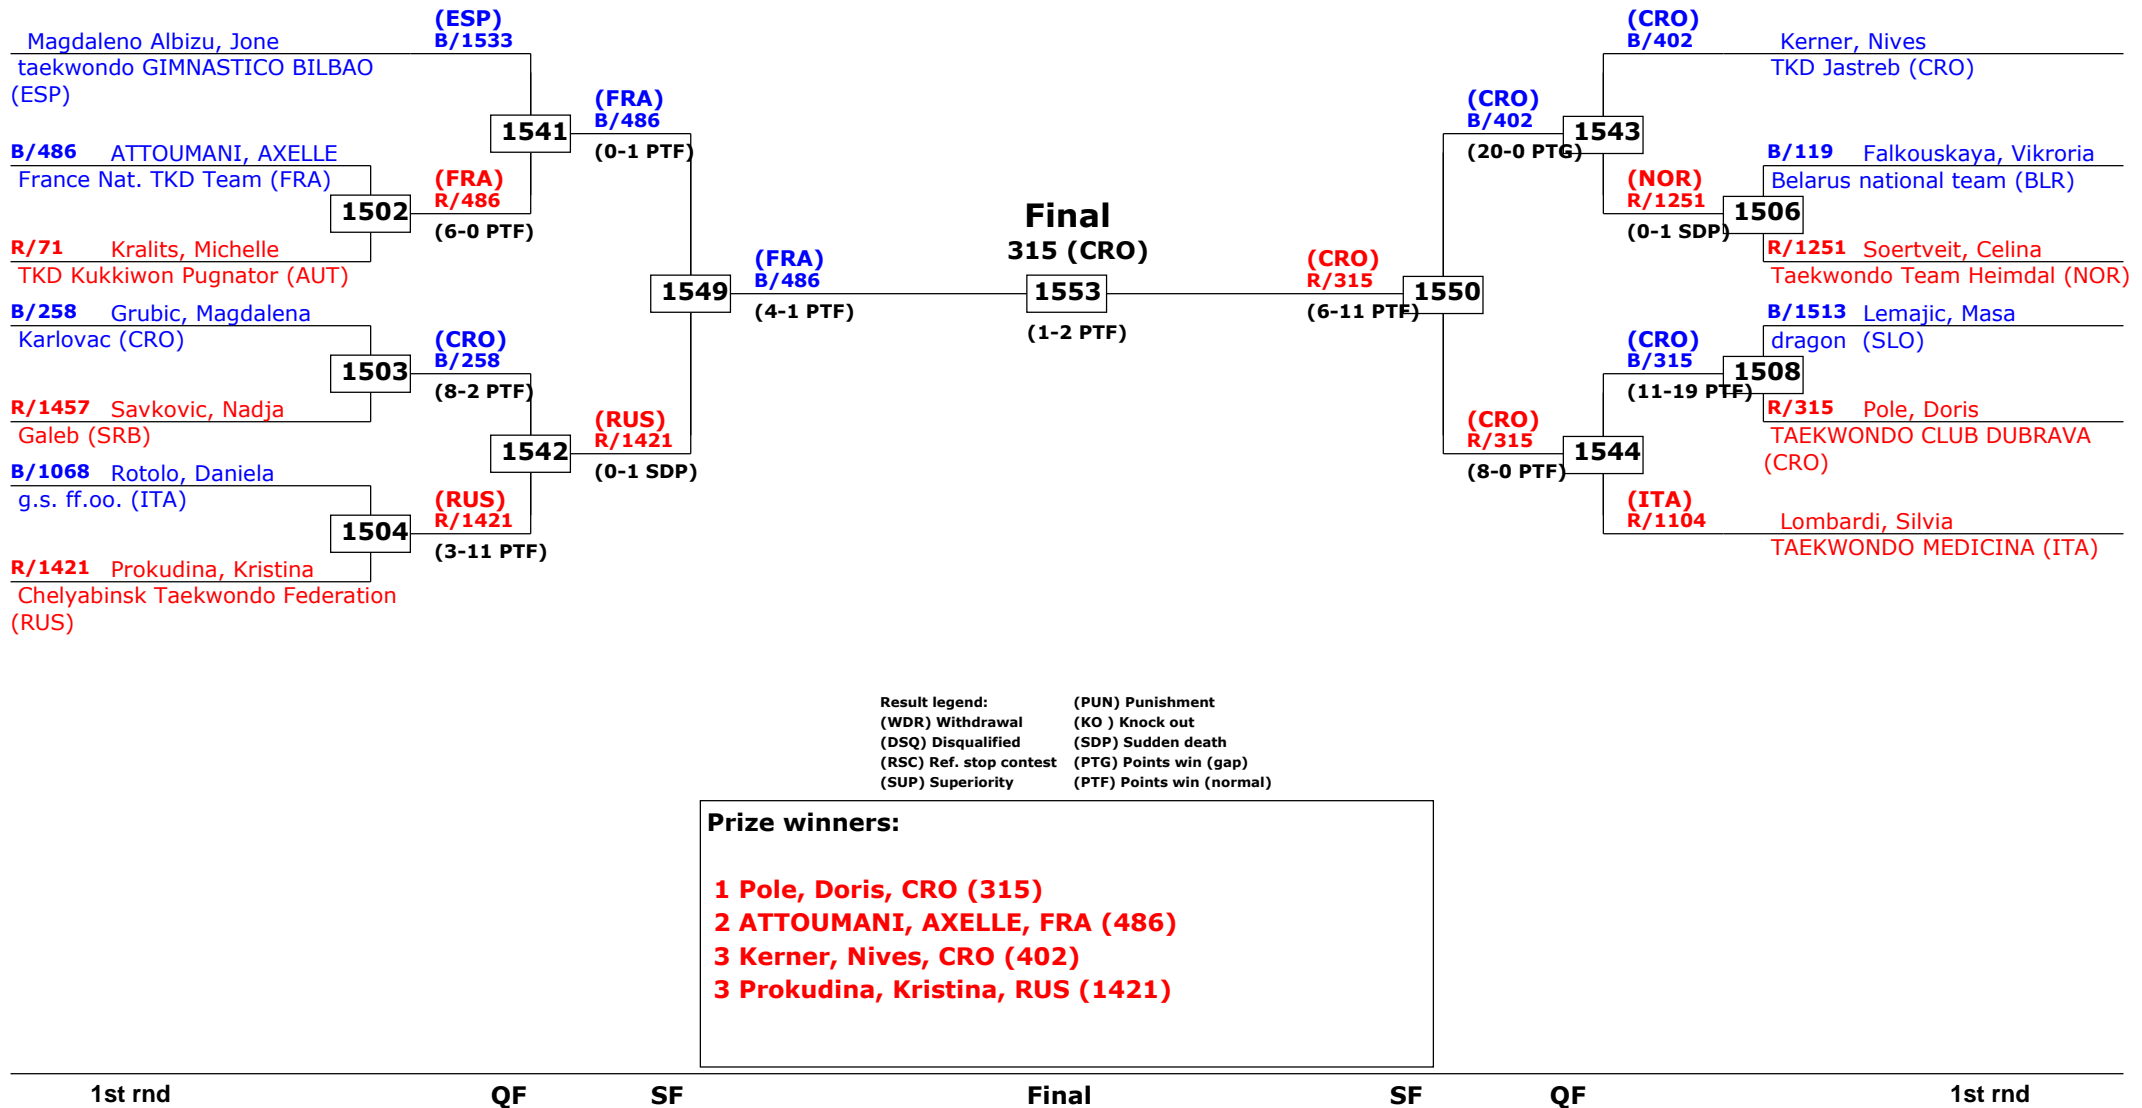 (ESP)
B/1533
Magdaleno Albizu, Jone
taekwondo GIMNASTICO BILBAO
(ESP)
1541
(FRA)
B/486
(0-1 PTF)
B/486 ATTOUMANI, AXELLE
France Nat. TKD Team (FRA)
1502
(FRA)
R/486
(6-0 PTF)
R/71 Kralits, Michelle
TKD Kukkiwon Pugnator (AUT)
1549
(FRA)
B/486
(4-1 PTF)
B/258 Grubic, Magdalena
Karlovac (CRO)
1503
(CRO)
B/258
(8-2 PTF)
R/1457 Savkovic, Nadja
Galeb (SRB)
1542
(RUS)
R/1421
(0-1 SDP)
B/1068 Rotolo, Daniela
g.s. ff.oo. (ITA)
1504
(RUS)
R/1421
(3-11 PTF)
R/1421 Prokudina, Kristina
Chelyabinsk Taekwondo Federation
(RUS)
Final
315 (CRO)
1553
(1-2 PTF)
(CRO)
R/315
(6-11 PTF)
1550
(CRO)
B/402
(20-0 PTG)
1543
(CRO)
B/402
Kerner, Nives
TKD Jastreb (CRO)
(NOR)
R/1251
(0-1 SDP)
1506
B/119 Falkouskaya, Vikroria
Belarus national team (BLR)
R/1251 Soertveit, Celina
Taekwondo Team Heimdal (NOR)
(CRO)
R/315
(8-0 PTF)
1544
(CRO)
B/315
(11-19 PTF)
1508
B/1513 Lemajic, Masa
dragon (SLO)
R/315 Pole, Doris
TAEKWONDO CLUB DUBRAVA
(CRO)
(ITA)
R/1104
Lombardi, Silvia
TAEKWONDO MEDICINA (ITA)
Result legend: (PUN) Punishment
(WDR) Withdrawal (KO ) Knock out
(DSQ) Disqualified (SDP) Sudden death
(RSC) Ref. stop contest (PTG) Points win (gap)
(SUP) Superiority (PTF) Points win (normal)
Prize winners:
1 Pole, Doris, CRO (315)
2 ATTOUMANI, AXELLE, FRA (486)
3 Kerner, Nives, CRO (402)
3 Prokudina, Kristina, RUS (1421)
1st rnd QF SF Final SF QF 1st rnd